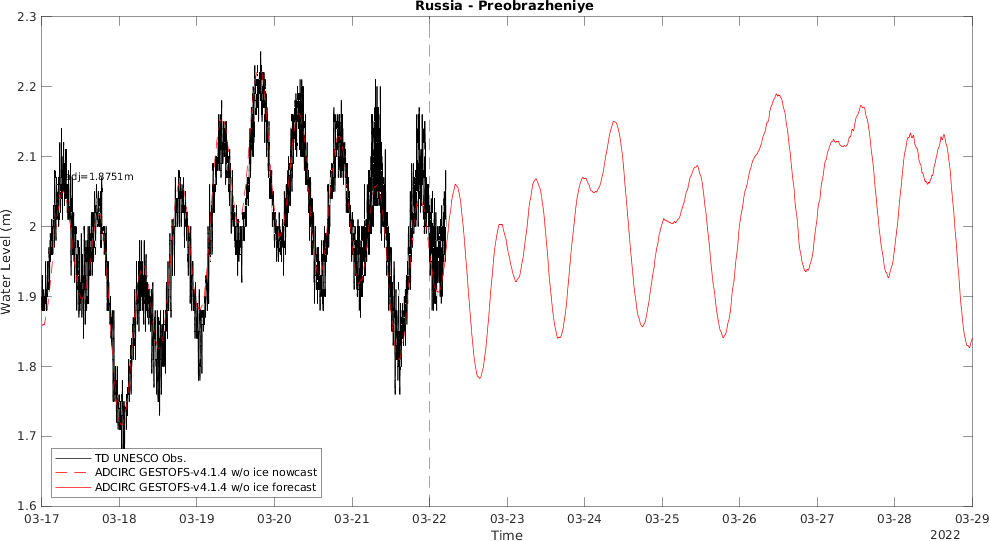 Russia - Preobrazheniye
2.3
2.2
2.1
2
1.9
1.8
1.7
1.6
Water Level (m)
dj=1.8751m
TD UNESCO Obs.
ADCIRC GESTOFS-v4.1.4 w/o ice nowcast
ADCIRC GESTOFS-v4.1.4 w/o ice forecast
03-17 03-18 03-19 03-20 03-21 03-22 03-23 03-24 03-25 03-26 03-27 03-28 03-29
Time
2022